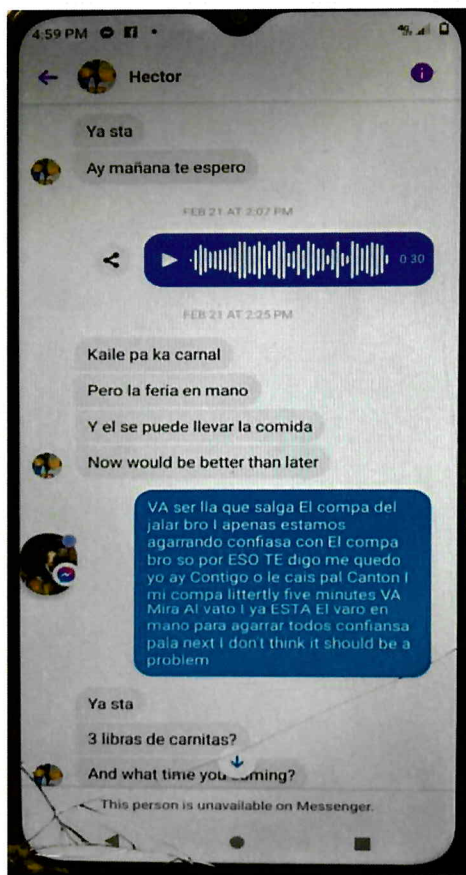 4:59 PM
4G
Hector
Ya sta
Ay mañana te espero
FEB 21 AT 2:07 PM
0:30
FEB 21 AT 2:25 PM
Kaile pa ka carnal
Pero la feria en mano
Y el se puede llevar la comida
Now would be better than later
VA ser lla que salga El compa del
jalar bro I apenas estamos
agarrando confiasa con El compa
bro so por ESO TE digo me quedo
yo ay Contigo o le cais pal Canton I
mi compa littertly five minutes VA
Mira Al vato I ya ESTA El varo en
mano para agarrar todos confiansa
pala next I don't think it should be a
problem
Ya sta
3 libras de carnitas?
And what time you coming?
This person is unavailable on Messenger.